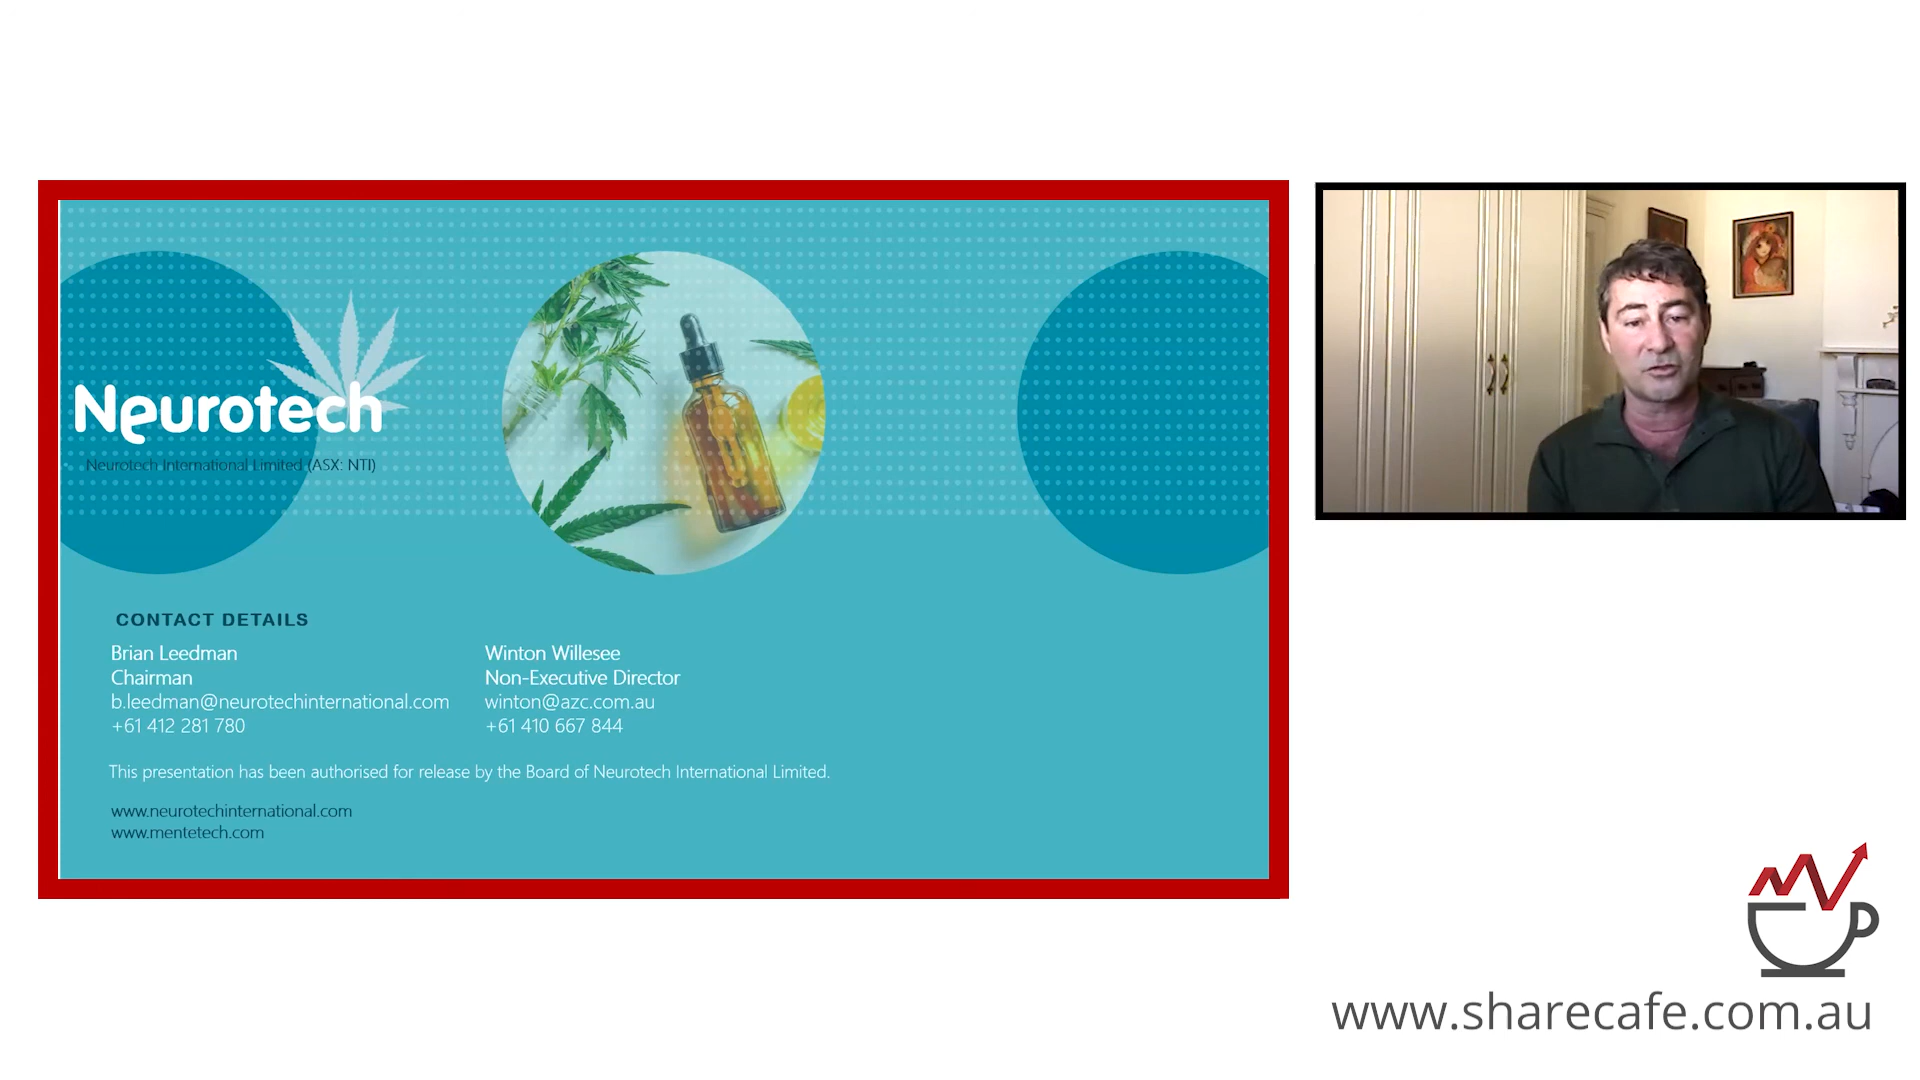 Neurotech
Neurotech International Limited (ASX: NTI)
CONTACT DETAILS
Brian Leedman
Chairman
b.leedman@neurotechinternational.com
+61 412 281 780
Winton Willesee
Non-Executive Director
winton@azc.com.au
+61 410 667 844
This presentation has been authorised for release by the Board of Neurotech International Limited.
www.neurotechinternational.com
www.mentetech.com
www.sharecafe.com.au